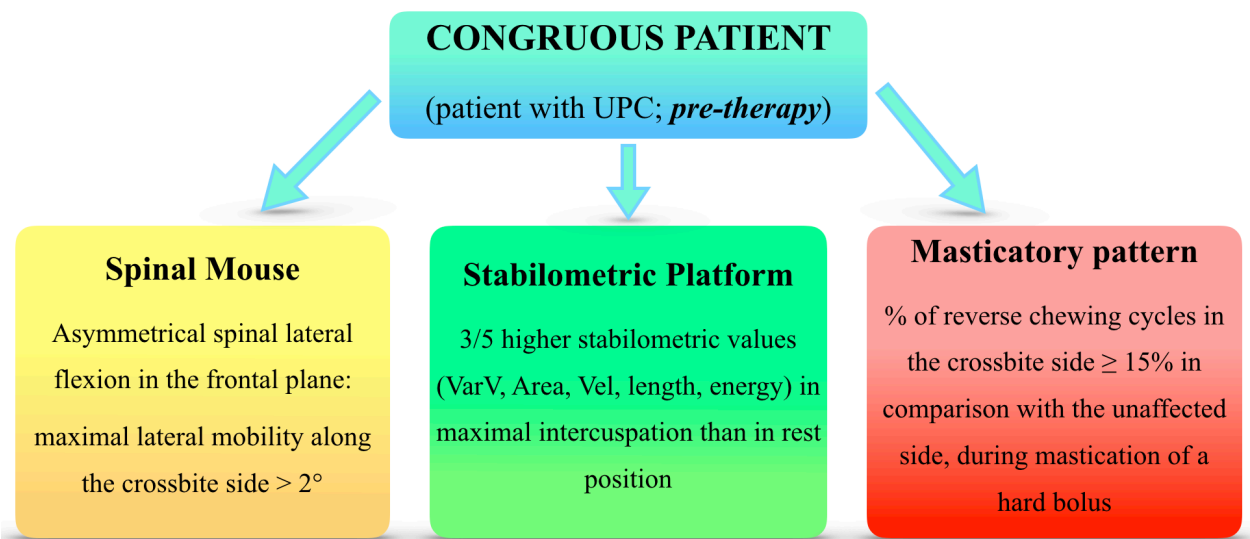 CONGRUOUS PATIENT
(patient with UPC; pre-therapy)
Spinal Mouse
Asymmetrical spinal lateral
flexion in the frontal plane:
maximal lateral mobility along
the crossbite side > 2°
Stabilometric Platform
3/5 higher stabilometric values
(VarV, Area, Vel, length, energy) in
maximal intercuspation than in rest
position
Masticatory pattern
% of reverse chewing cycles in
the crossbite side ≥ 15% in
comparison with the unaffected
side, during mastication of a
hard bolus